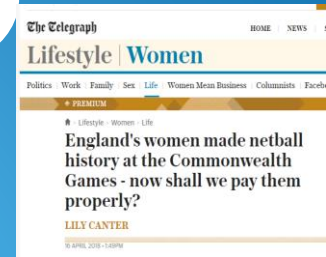 The Telegraph
HOME NEWS
Lifestyle | Women
Politics Work Family Sex Life Women Mean Business Columnists
PREMIUM
Lifestyle › Women › Life
England's women made netball
history at the Commonwealth
Games - now shall we pay them
properly?
LILY CANTER
16 APRIL 2018 • 1:49PM